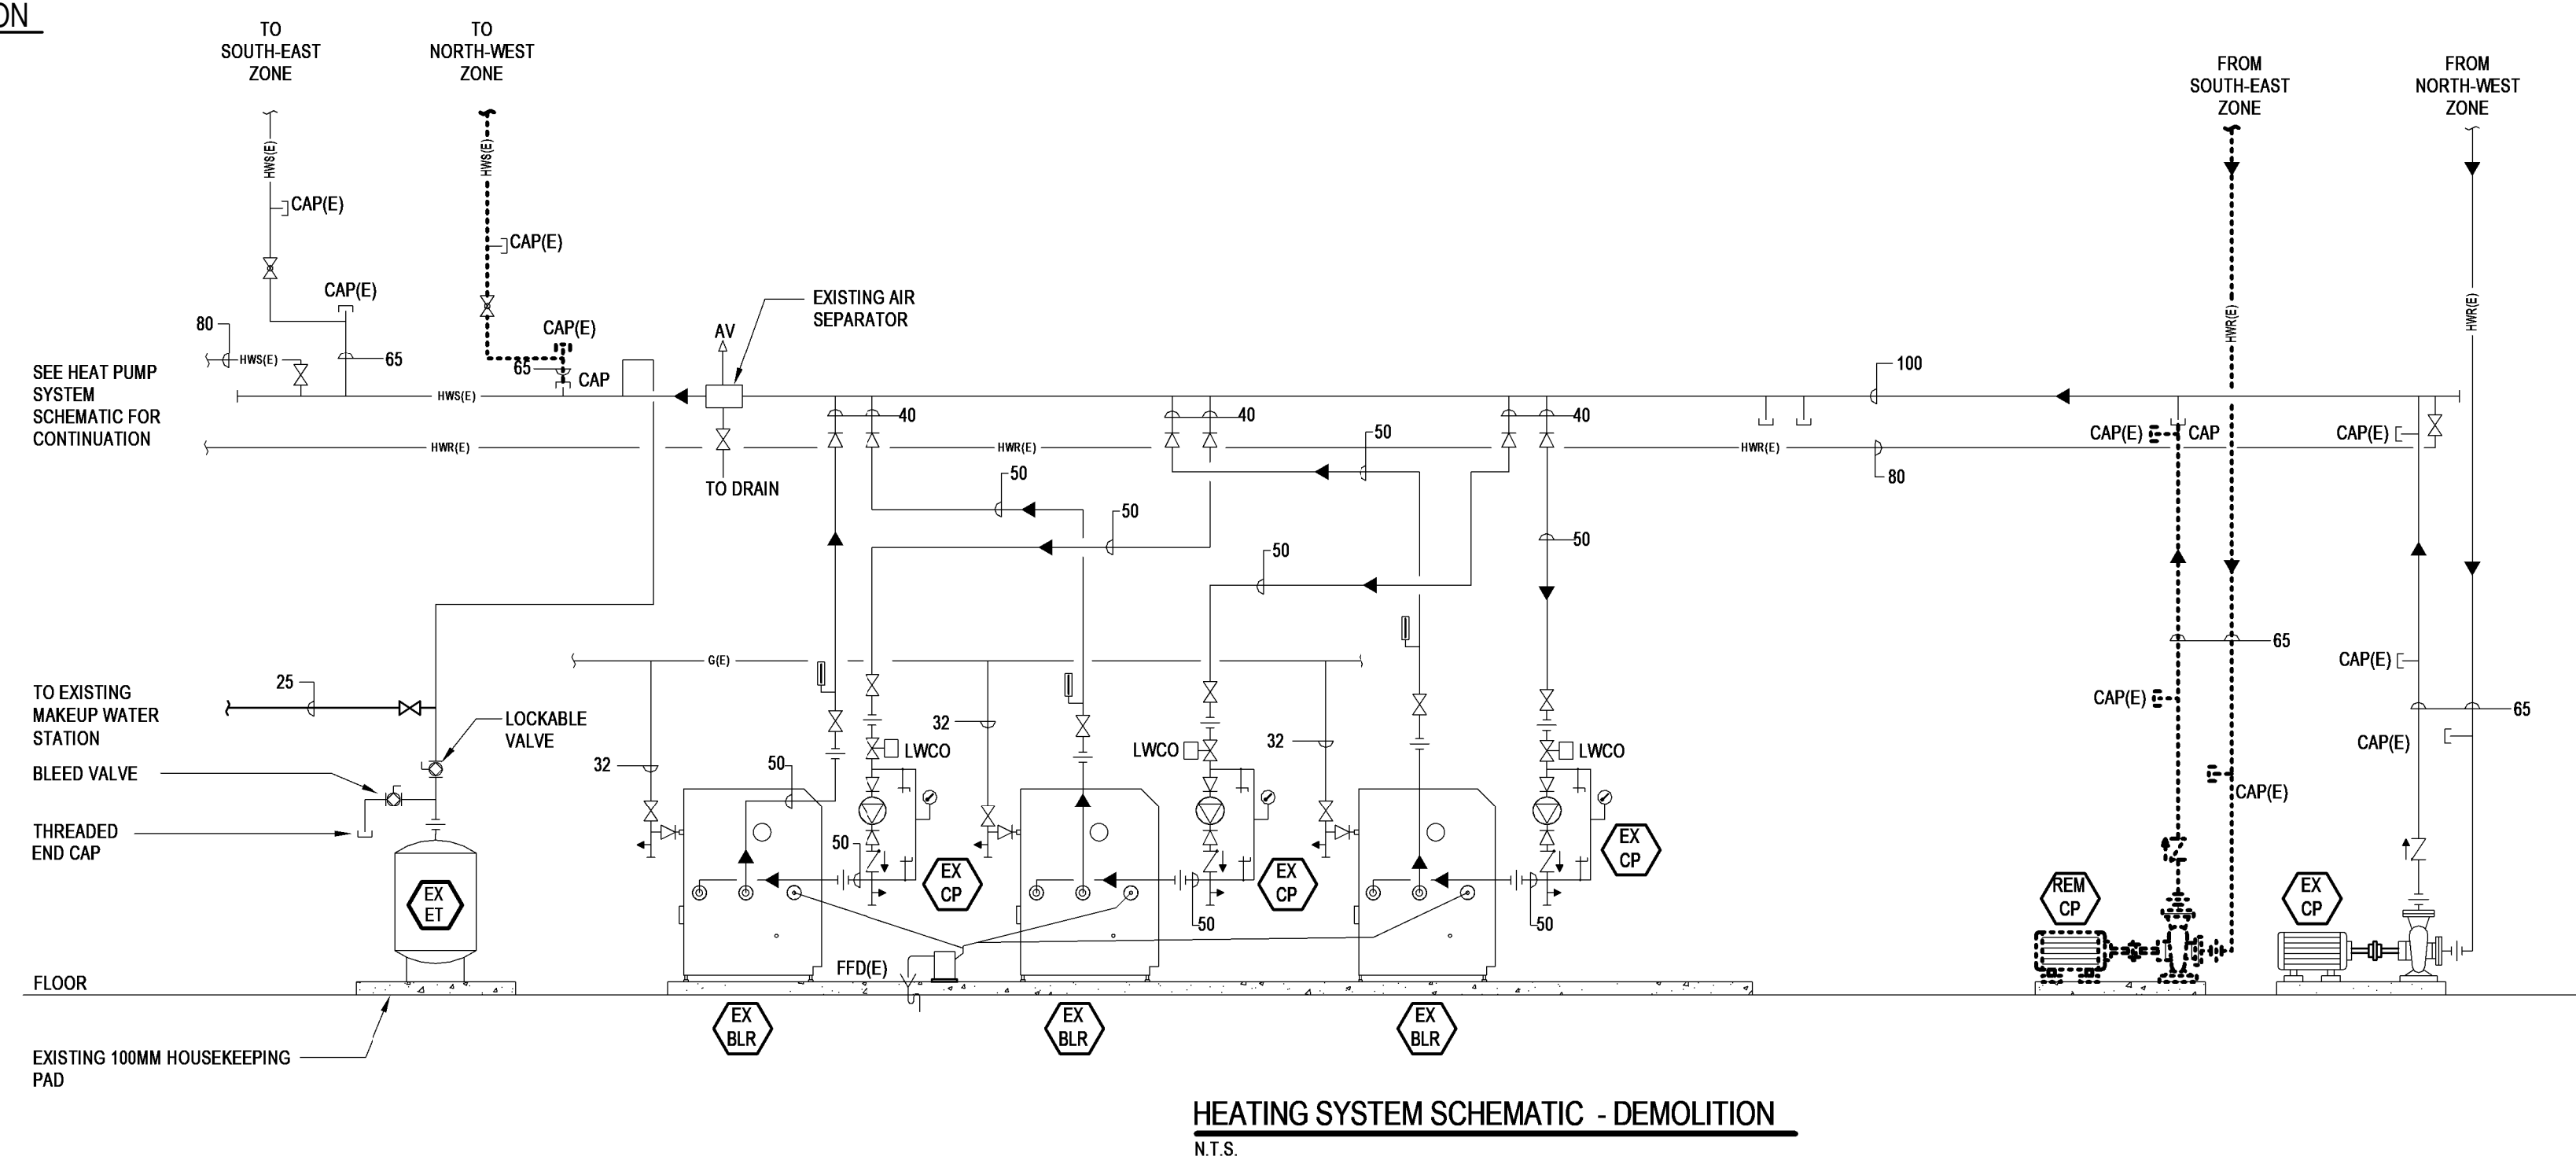 ON
TO
SOUTH-EAST
ZONE
TO
NORTH-WEST
ZONE
FROM
SOUTH-EAST
ZONE
FROM
NORTH-WEST
ZONE
HWS(E)
HWS(E)
CAP(E)
CAP(E)
CAP(E)
CAP(E)
EXISTING AIR
SEPARATOR
AV
80
HWS(E)
65
65
CAP
SEE HEAT PUMP
SYSTEM
SCHEMATIC FOR
CONTINUATION
HWS(E)
HWR(E)
TO DRAIN
HWR(E)
HWR(E)
HWR(E)
HWR(E)
100
80
40
40
40
50
50
50
50
50
CAP(E)
CAP
CAP(E)
65
CAP(E)
CAP(E)
CAP(E)
65
CAP(E)
CAP(E)
G(E)
25
TO EXISTING
MAKEUP WATER
STATION
LOCKABLE
VALVE
BLEED VALVE
THREADED
END CAP
32
32
32
50
LWCO
LWCO
LWCO
50
50
50
EX
CP
EX
CP
EX
CP
REM
CP
EX
CP
EX
ET
FFD(E)
FLOOR
EX
BLR
EX
BLR
EX
BLR
EXISTING 100MM HOUSEKEEPING
PAD
HEATING SYSTEM SCHEMATIC - DEMOLITION
N.T.S.